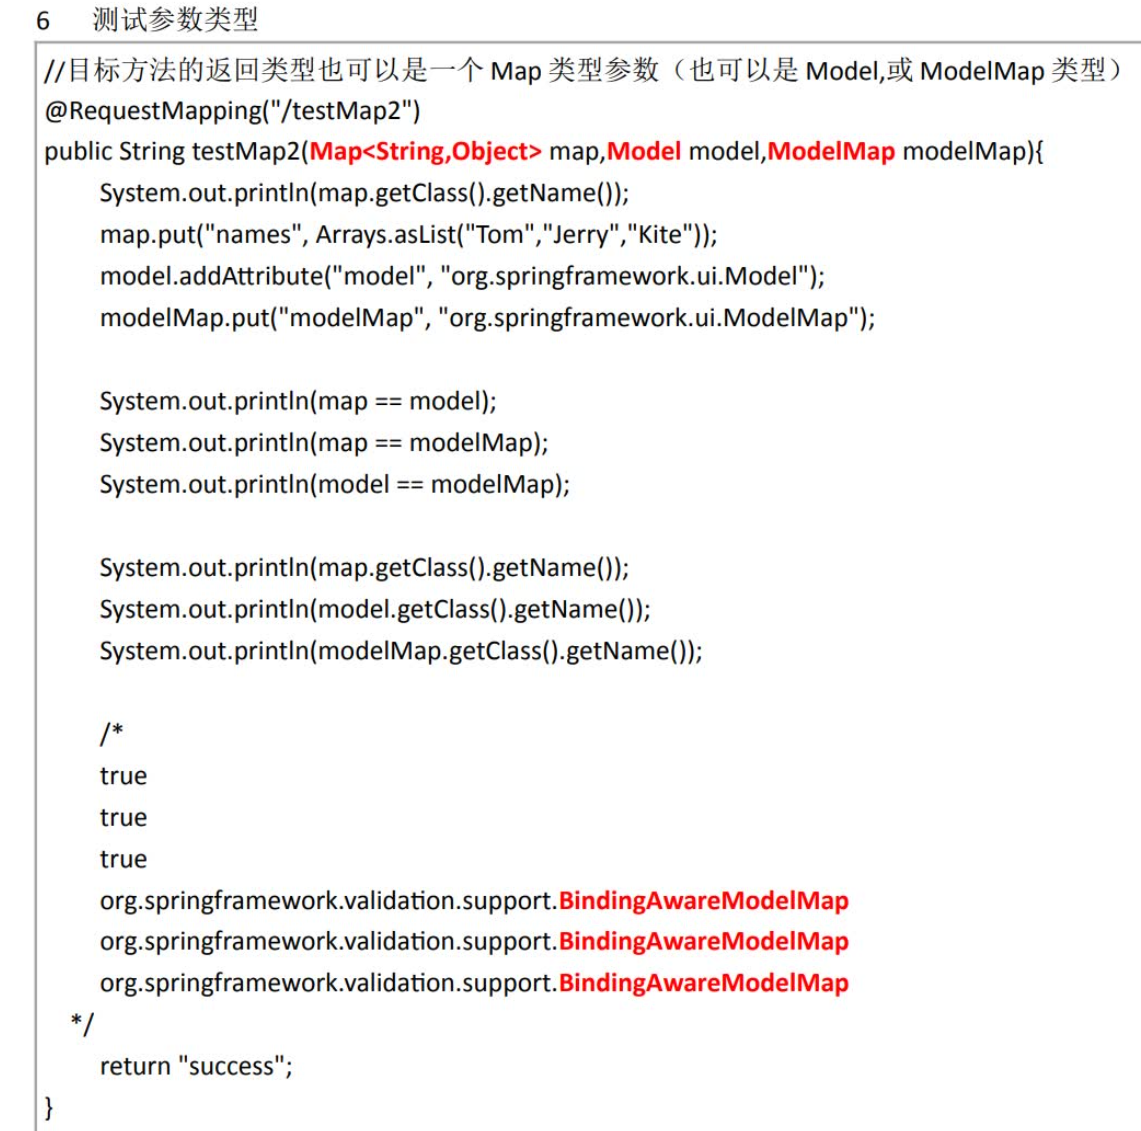 6 测试参数类型
//目标方法的返回类型也可以是一个 Map 类型参数（也可以是 Model,或 ModelMap 类型）
@RequestMapping("/testMap2")
public String testMap2(Map<String,Object> map,Model model,ModelMap modelMap){
System.out.println(map.getClass().getName());
map.put("names", Arrays.asList("Tom","Jerry","Kite"));
model.addAttribute("model", "org.springframework.ui.Model");
modelMap.put("modelMap", "org.springframework.ui.ModelMap");
System.out.println(map == model);
System.out.println(map == modelMap);
System.out.println(model == modelMap);
System.out.println(map.getClass().getName());
System.out.println(model.getClass().getName());
System.out.println(modelMap.getClass().getName());
/*
true
true
true
org.springframework.validation.support.BindingAwareModelMap
org.springframework.validation.support.BindingAwareModelMap
org.springframework.validation.support.BindingAwareModelMap
*/
return "success";
}